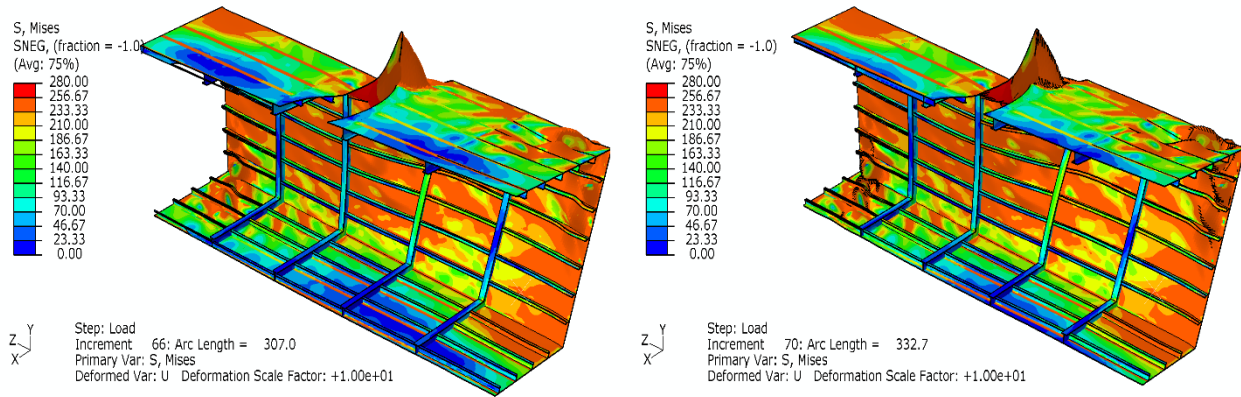 S, Mises
SNEG, (fraction = -1.0)
(Avg: 75%)
280.00
256.67
233.33
210.00
186.67
163.33
140.00
116.67
93.33
70.00
46.67
23.33
0.00
Y
Z
X
Step: Load
Increment 66: Arc Length = 307.0
Primary Var: S, Mises
Deformed Var: U Deformation Scale Factor: +1.00e+01
S, Mises
SNEG, (fraction = -1.0)
(Avg: 75%)
280.00
256.67
233.33
210.00
186.67
163.33
140.00
116.67
93.33
70.00
46.67
23.33
0.00
Y
Z
X
Step: Load
Increment 70: Arc Length = 332.7
Primary Var: S, Mises
Deformed Var: U Deformation Scale Factor: +1.00e+01